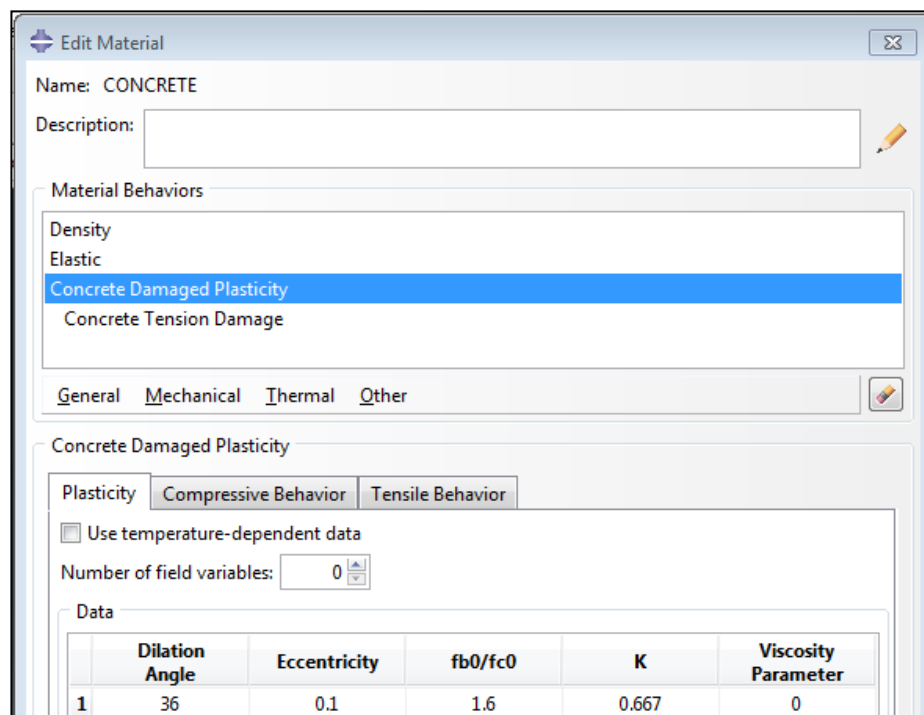 Edit Material
Name: CONCRETE
Description:
Material Behaviors
Density
Elastic
Concrete Damaged Plasticity
Concrete Tension Damage
General Mechanical Thermal Other
Concrete Damaged Plasticity
Plasticity Compressive Behavior Tensile Behavior
Use temperature-dependent data
Number of field variables: 0
Data
Dilation Angle Eccentricity fb0/fc0 K Viscosity Parameter
1 36 0.1 1.6 0.667 0